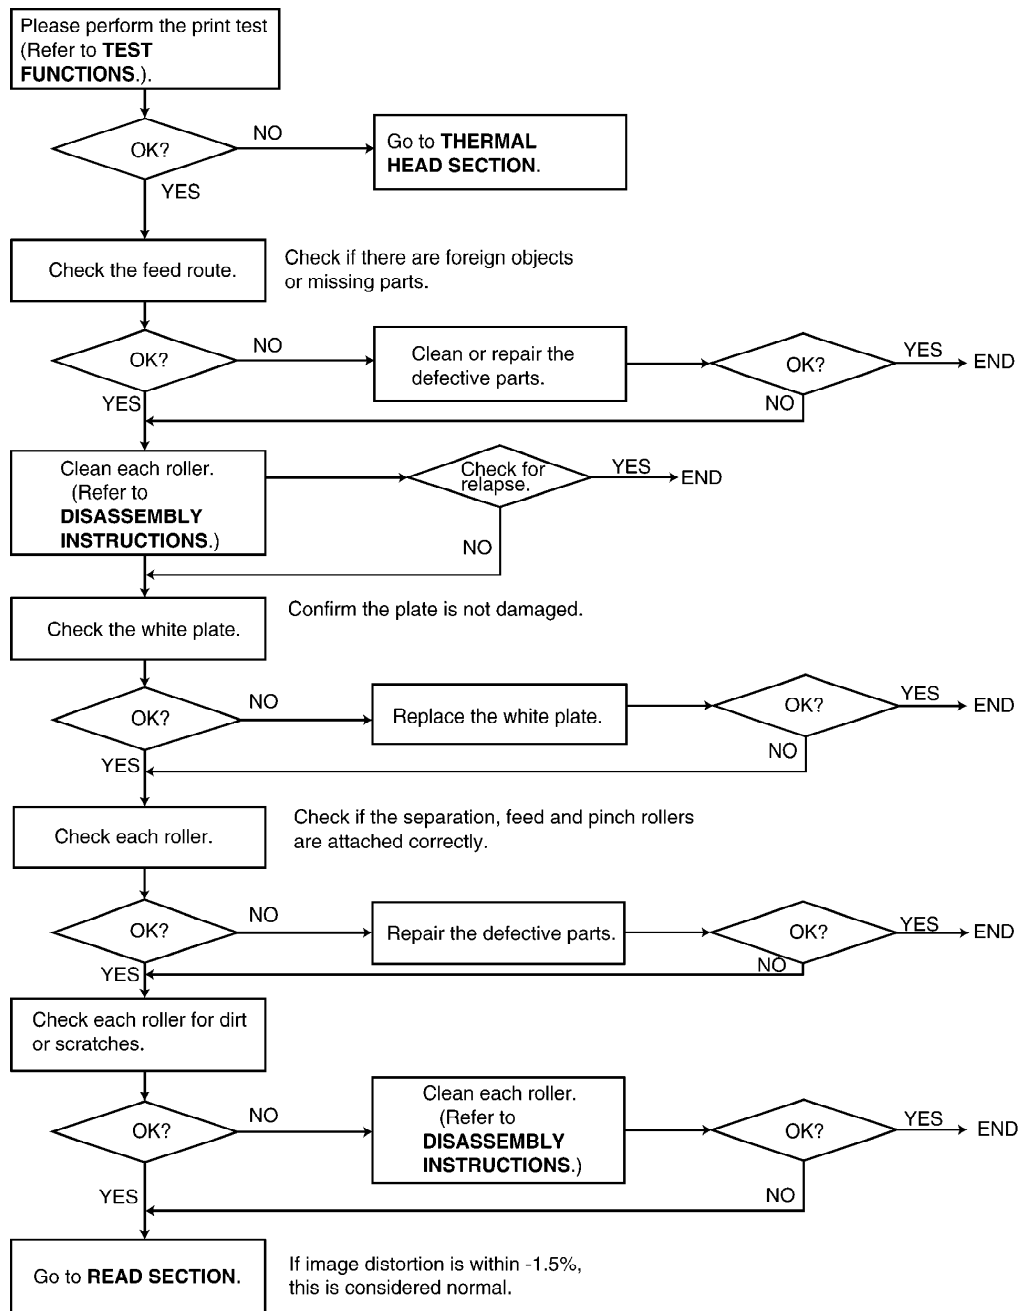 Please perform the print test
(Refer to TEST
FUNCTIONS.).
OK?
NO
Go to THERMAL
HEAD SECTION.
YES
Check the feed route.
Check if there are foreign objects
or missing parts.
OK?
NO
Clean or repair the
defective parts.
OK?
YES
END
NO
YES
Clean each roller.
(Refer to
DISASSEMBLY
INSTRUCTIONS.)
Check for
relapse.
YES
END
NO
Check the white plate.
Confirm the plate is not damaged.
OK?
NO
Replace the white plate.
OK?
YES
END
NO
YES
Check each roller.
Check if the separation, feed and pinch rollers
are attached correctly.
OK?
NO
Repair the defective parts.
OK?
YES
END
NO
YES
Check each roller for dirt
or scratches.
OK?
NO
Clean each roller.
(Refer to
DISASSEMBLY
INSTRUCTIONS.)
OK?
YES
END
NO
YES
Go to READ SECTION.
If image distortion is within -1.5%,
this is considered normal.